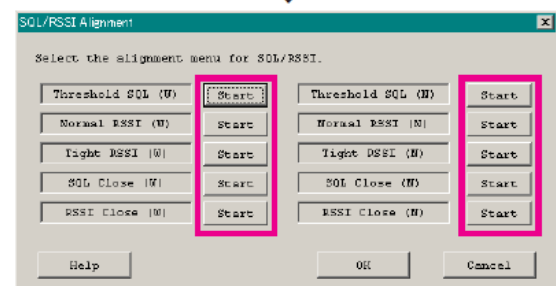 SQL/RSSI Alignment
Select the alignment menu for SQL/RSSI.
Threshold SQL (W) Start Threshold SQL (N) Start
Normal RSSI (W) Start Normal RSSI (N) Start
Tight RSSI (W) Start Tight RSSI (N) Start
SQL Close (W) Start SQL Close (N) Start
RSSI Close (W) Start RSSI Close (N) Start
Help OK Cancel